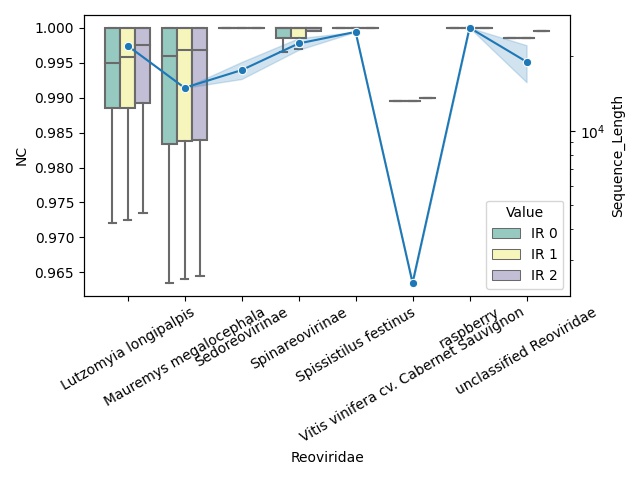 1.000
0.995
0.990
0.985
0.980
0.975
0.970
0.965
NC
10^4
Sequence_Length
Value
IR 0
IR 1
IR 2
Lutzomyia longipalpis
Mauremys megalocephala
Sedoreovirinae
Spinareovirinae
Spissistilus festinus
Vitis vinifera cv. Cabernet Sauvignon
raspberry
unclassified Reoviridae
Reoviridae